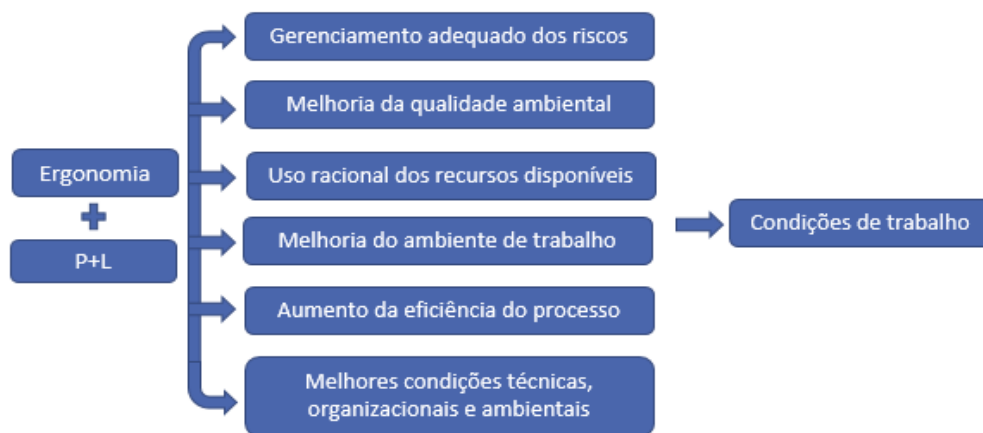 Ergonomia
+
P+L
Gerenciamento adequado dos riscos
Melhoria da qualidade ambiental
Uso racional dos recursos disponíveis
Melhoria do ambiente de trabalho
Aumento da eficiência do processo
Melhores condições técnicas,
organizacionais e ambientais
Condições de trabalho